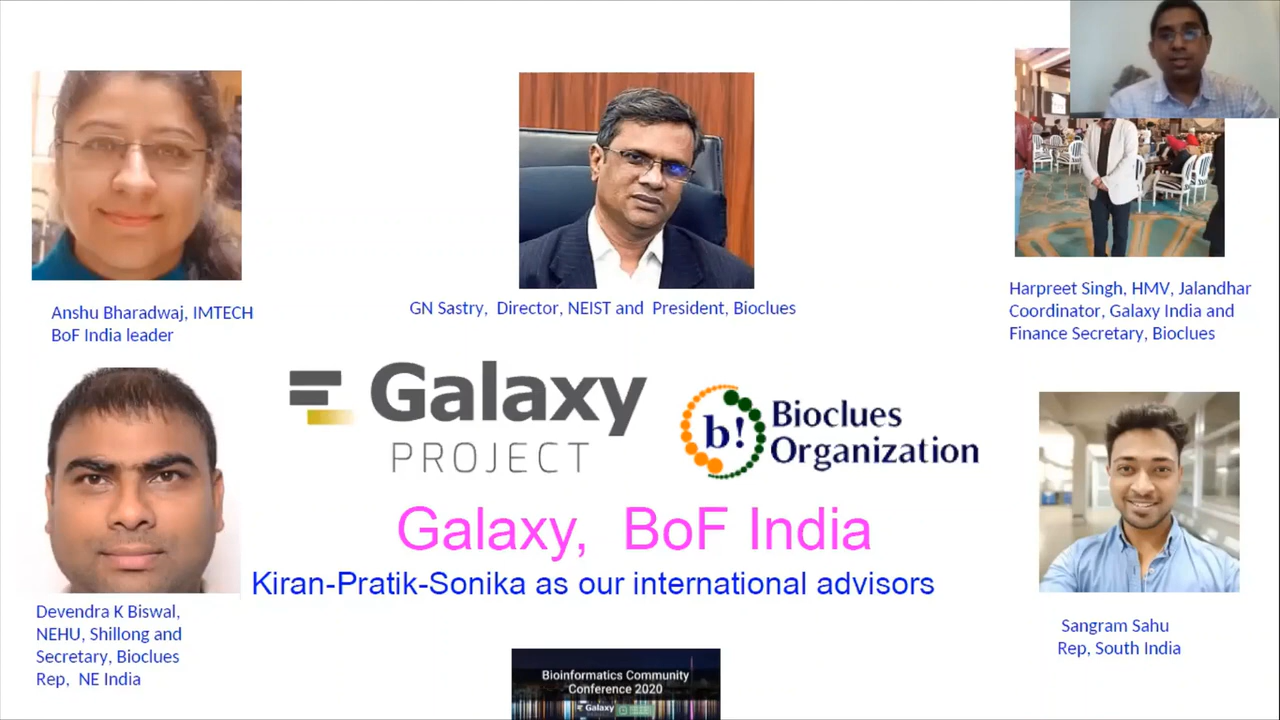 Anshu Bharadwaj, IMTECH
BoF India leader
GN Sastry, Director, NEIST and President, Bioclues
Harpreet Singh, HMV, Jalandhar
Coordinator, Galaxy India and
Finance Secretary, Bioclues
Galaxy
PROJECT
b!
Bioclues
Organization
Galaxy, BoF India
Kiran-Pratik-Sonika as our international advisors
Devendra K Biswal,
NEHU, Shillong and
Secretary, Bioclues
Rep, NE India
Sangram Sahu
Rep, South India
Bioinformatics Community
Conference 2020
Galaxy